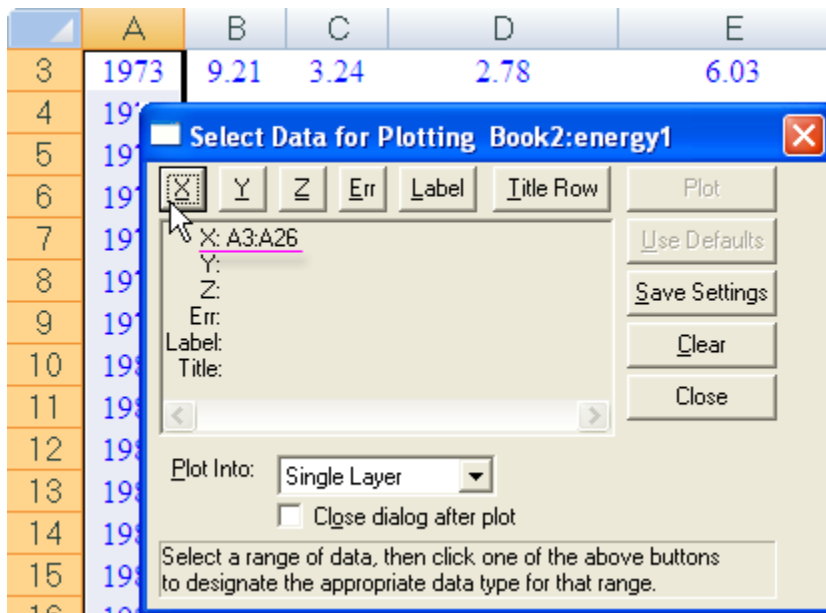 A B C D E
3 1973 9.21 3.24 2.78 6.03
4
5
6
7
8
9
10
11
12
13
14
15
Select Data for Plotting Book2:energy1
X Y Z Err Label Title Row Plot
X: A3:A26
Use Defaults
Y:
Z:
Save Settings
Err:
Label:
Clear
Title:
Close
Plot Into: Single Layer
Close dialog after plot
Select a range of data, then click one of the above buttons
to designate the appropriate data type for that range.